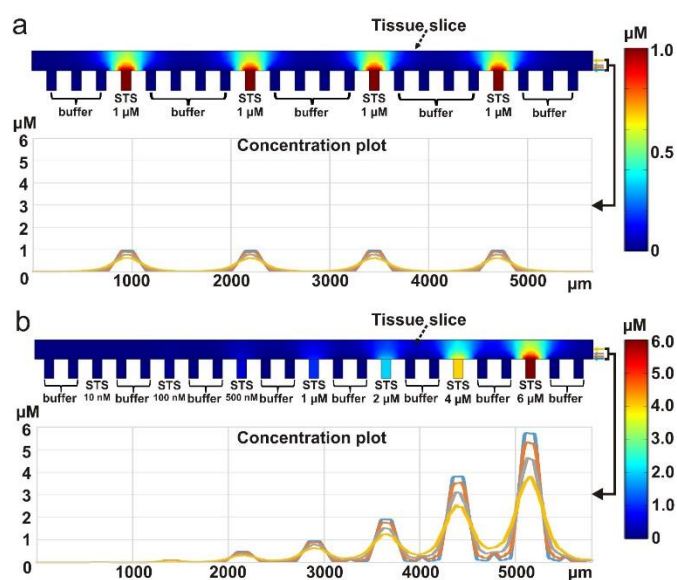 a
Tissue slice
µM
1.0
0.5
0
buffer STS buffer STS buffer STS buffer STS buffer
1 µM 1 µM 1 µM 1 µM
µM
Concentration plot
6
5
4
3
2
1
0
1000 2000 3000 4000 5000 µm
b
Tissue slice
µM
6.0
5.0
4.0
3.0
2.0
1.0
0
buffer STS buffer STS buffer STS buffer STS buffer STS buffer STS buffer STS buffer
10 nM 100 nM 500 nM 1 µM 2 µM 4 µM 6 µM
µM
Concentration plot
6
5
4
3
2
1
0
1000 2000 3000 4000 5000 µm